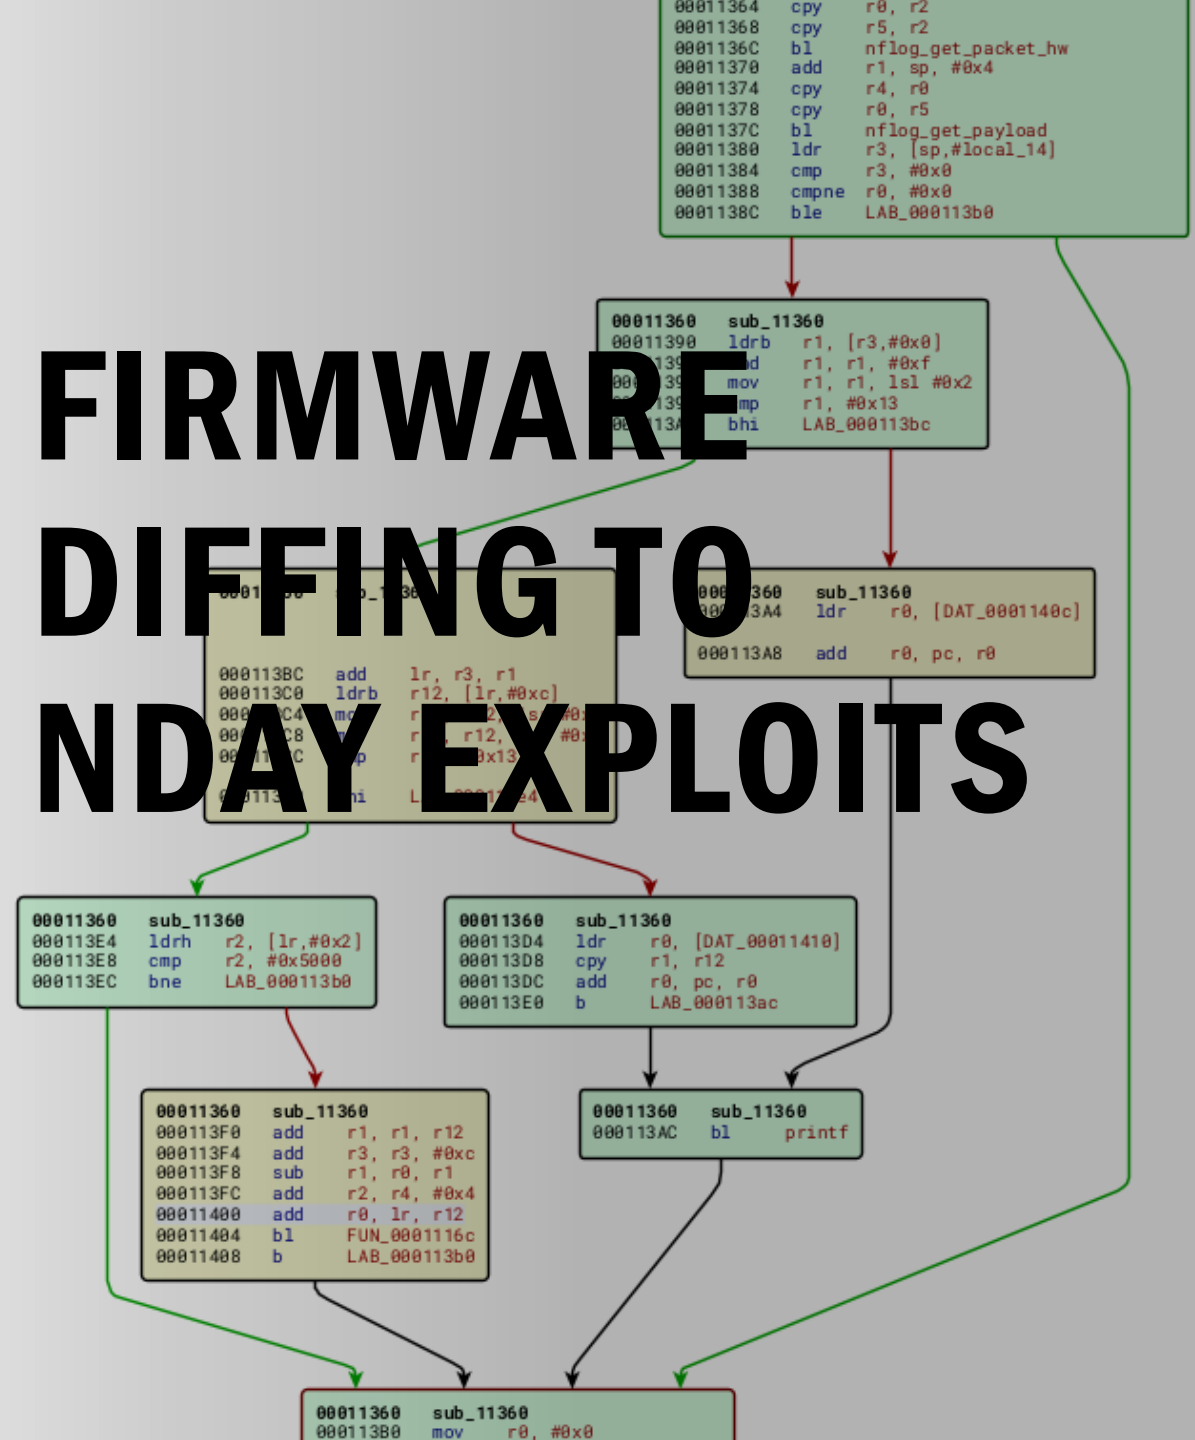 00011364 cpy r0, r2
00011368 cpy r5, r2
0001136C bl nflog_get_packet_hw
00011370 add r1, sp, #0x4
00011374 cpy r4, r0
00011378 cpy r0, r5
0001137C bl nflog_get_payload
00011380 ldr r3, [sp,#local_14]
00011384 cmp r3, #0x0
00011388 cmpne r0, #0x0
0001138C ble LAB_000113b0
00011360 sub_11360
00011390 ldrb r1, [r3,#0x0]
r1, r1, #0xf
mov r1, r1, lsl #0x2
r1, #0x13
bhi LAB_000113bc
FIRMWARE
DIFFING TO
NDAY EXPLOITS
sub_11360
ldr r0, [DAT_0001140c]
000113A8 add r0, pc, r0
000113BC add lr, r3, r1
000113C0 ldrb r12, [lr,#0xc]
00011360 sub_11360
000113E4 ldrh r2, [lr,#0x2]
000113E8 cmp r2, #0x5000
000113EC bne LAB_000113b0
00011360 sub_11360
000113D4 ldr r0, [DAT_00011410]
000113D8 cpy r1, r12
000113DC add r0, pc, r0
000113E0 b LAB_000113ac
00011360 sub_11360
000113F0 add r1, r1, r12
000113F4 add r3, r3, #0xc
000113F8 sub r1, r0, r1
000113FC add r2, r4, #0x4
00011400 add r0, lr, r12
00011404 bl FUN_0001116c
00011408 b LAB_000113b0
00011360 sub_11360
000113AC bl printf
00011360 sub_11360
000113B0 mov r0, #0x0